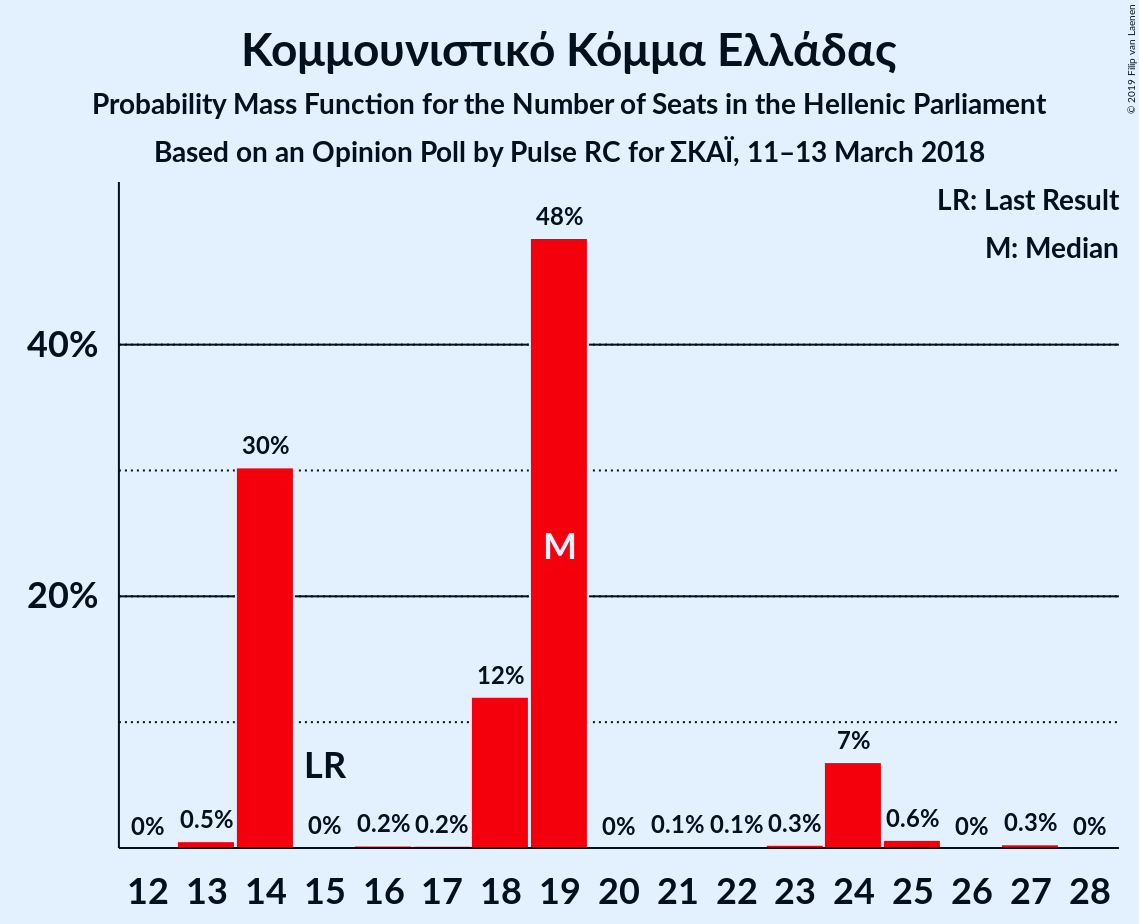 Κομμουνιστικό Κόμμα Ελλάδας
Probability Mass Function for the Number of Seats in the Hellenic Parliament
Based on an Opinion Poll by Pulse RC for ΣΚΑΪ, 11–13 March 2018
© 2019 Filip van Laenen
LR: Last Result
M: Median
48%
40%
30%
M
20%
12%
7%
LR
0% 0.5% 0% 0.2% 0.2% 0% 0.1% 0.1% 0.3% 0.6% 0% 0.3% 0%
12 13 14 15 16 17 18 19 20 21 22 23 24 25 26 27 28